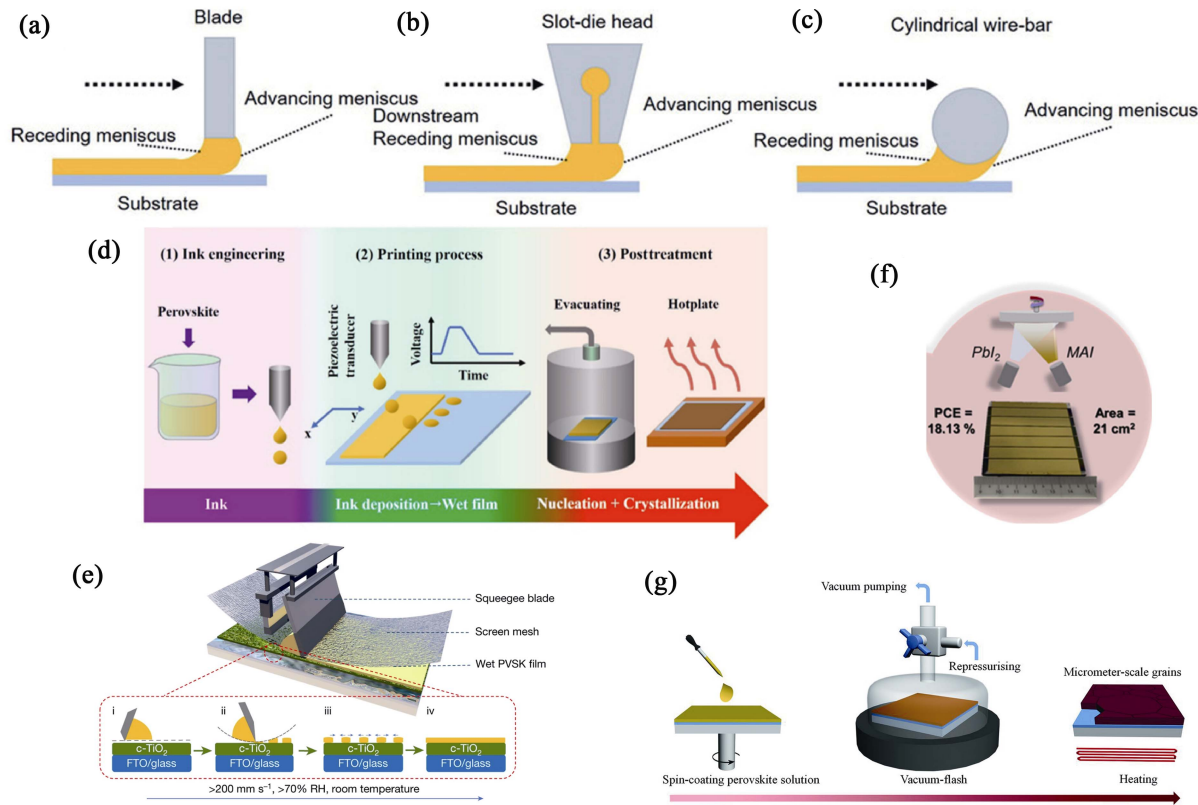 (a)
Blade
Advancing meniscus
Receding meniscus
Substrate
(b)
Slot-die head
Advancing meniscus
Downstream
Receding meniscus
Substrate
(c)
Cylindrical wire-bar
Receding meniscus
Advancing meniscus
Substrate
(d)
(1) Ink engineering
Perovskite
Ink
(2) Printing process
Piezoelectric
transducer
Voltage
Time
x
y
Ink deposition→Wet film
(3) Posttreatment
Evacuating
Hotplate
Nucleation + Crystallization
(f)
PbI₂
MAI
PCE =
18.13 %
Area =
21 cm²
(e)
Squeegee blade
Screen mesh
Wet PVSK film
i
ii
iii
iv
c-TiO₂
c-TiO₂
c-TiO₂
c-TiO₂
FTO/glass
FTO/glass
FTO/glass
FTO/glass
>200 mm s⁻¹, >70% RH, room temperature
(g)
Vacuum pumping
Repressurising
Micrometer-scale grains
Spin-coating perovskite solution
Vacuum-flash
Heating